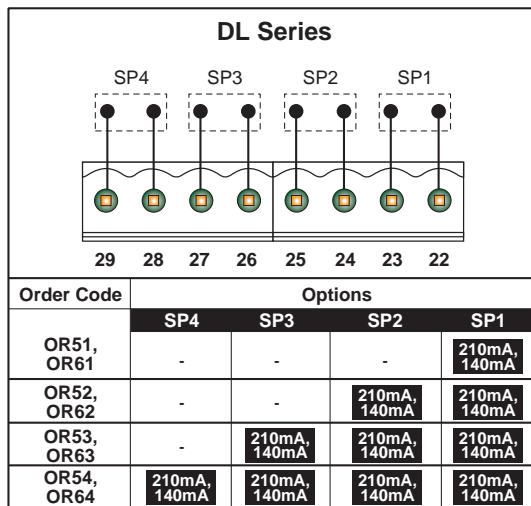 DL Series
SP4 SP3 SP2 SP1
29 28 27 26 25 24 23 22
Order Code Options
SP4 SP3 SP2 SP1
OR51, OR61 - - - 210mA, 140mA
OR52, OR62 - - 210mA, 140mA 210mA, 140mA
OR53, OR63 - 210mA, 140mA 210mA, 140mA 210mA, 140mA
OR54, OR64 210mA, 140mA 210mA, 140mA 210mA, 140mA 210mA, 140mA